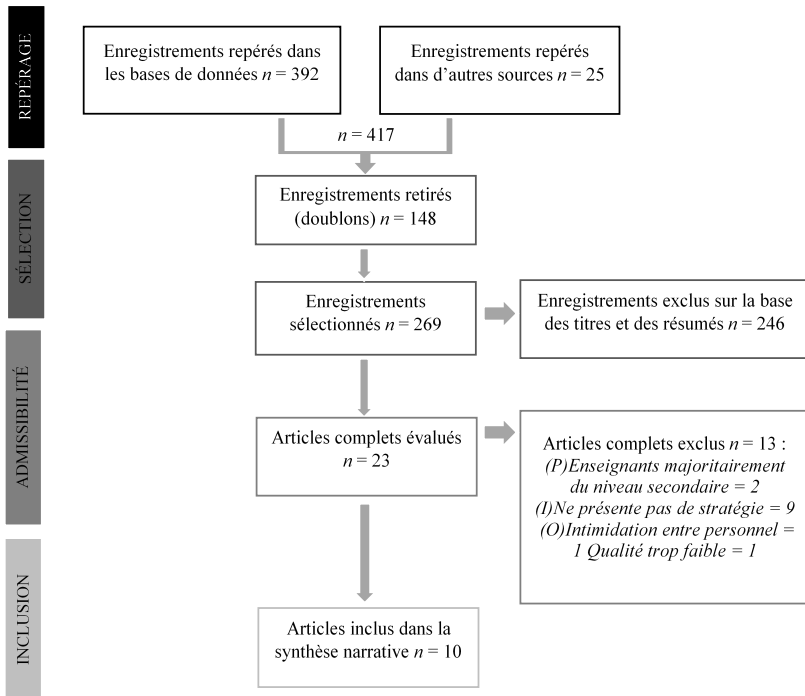 REPÉRAGE
Enregistrements repérés dans
les bases de données n = 392
Enregistrements repérés
dans d’autres sources n = 25
n = 417
SÉLECTION
Enregistrements retirés
(doublons) n = 148
Enregistrements
sélectionnés n = 269
Enregistrements exclus sur la base
des titres et des résumés n = 246
ADMISSIBILITÉ
Articles complets évalués
n = 23
Articles complets exclus n = 13 :
(P)Enseignants majoritairement
du niveau secondaire = 2
(I)Ne présente pas de stratégie = 9
(O)Intimidation entre personnel =
1 Qualité trop faible = 1
INCLUSION
Articles inclus dans la
synthèse narrative n = 10